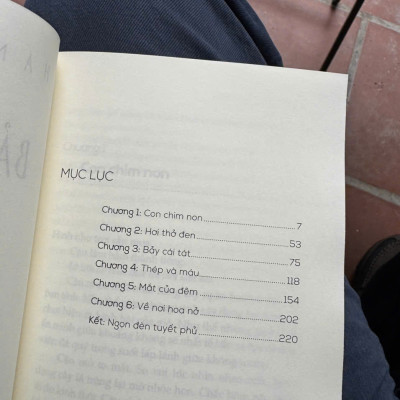 MỤC LỤC
Chương 1: Con chim non 7
Chương 2: Hơi thở đen 53
Chương 3: Bảy cái tát 75
Chương 4: Thép và máu 118
Chương 5: Mắt của đêm 154
Chương 6: Về nơi hoa nở 202
Kết: Ngọn đèn tuyết phủ 220